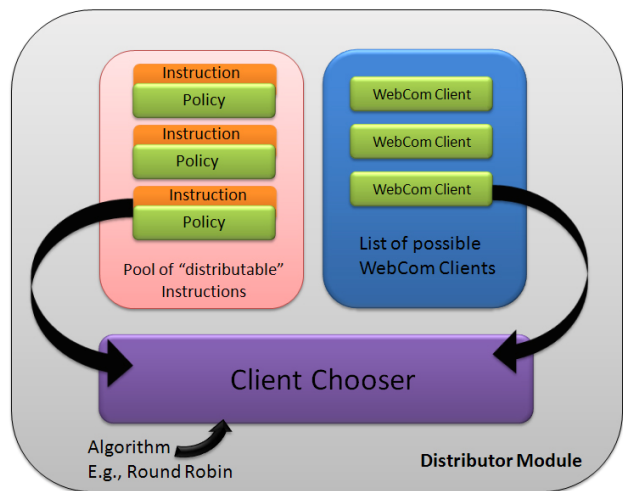 Instruction
Policy
Instruction
Policy
Instruction
Policy
Pool of “distributable”
Instructions
WebCom Client
WebCom Client
WebCom Client
List of possible
WebCom Clients
Client Chooser
Algorithm
E.g., Round Robin
Distributor Module